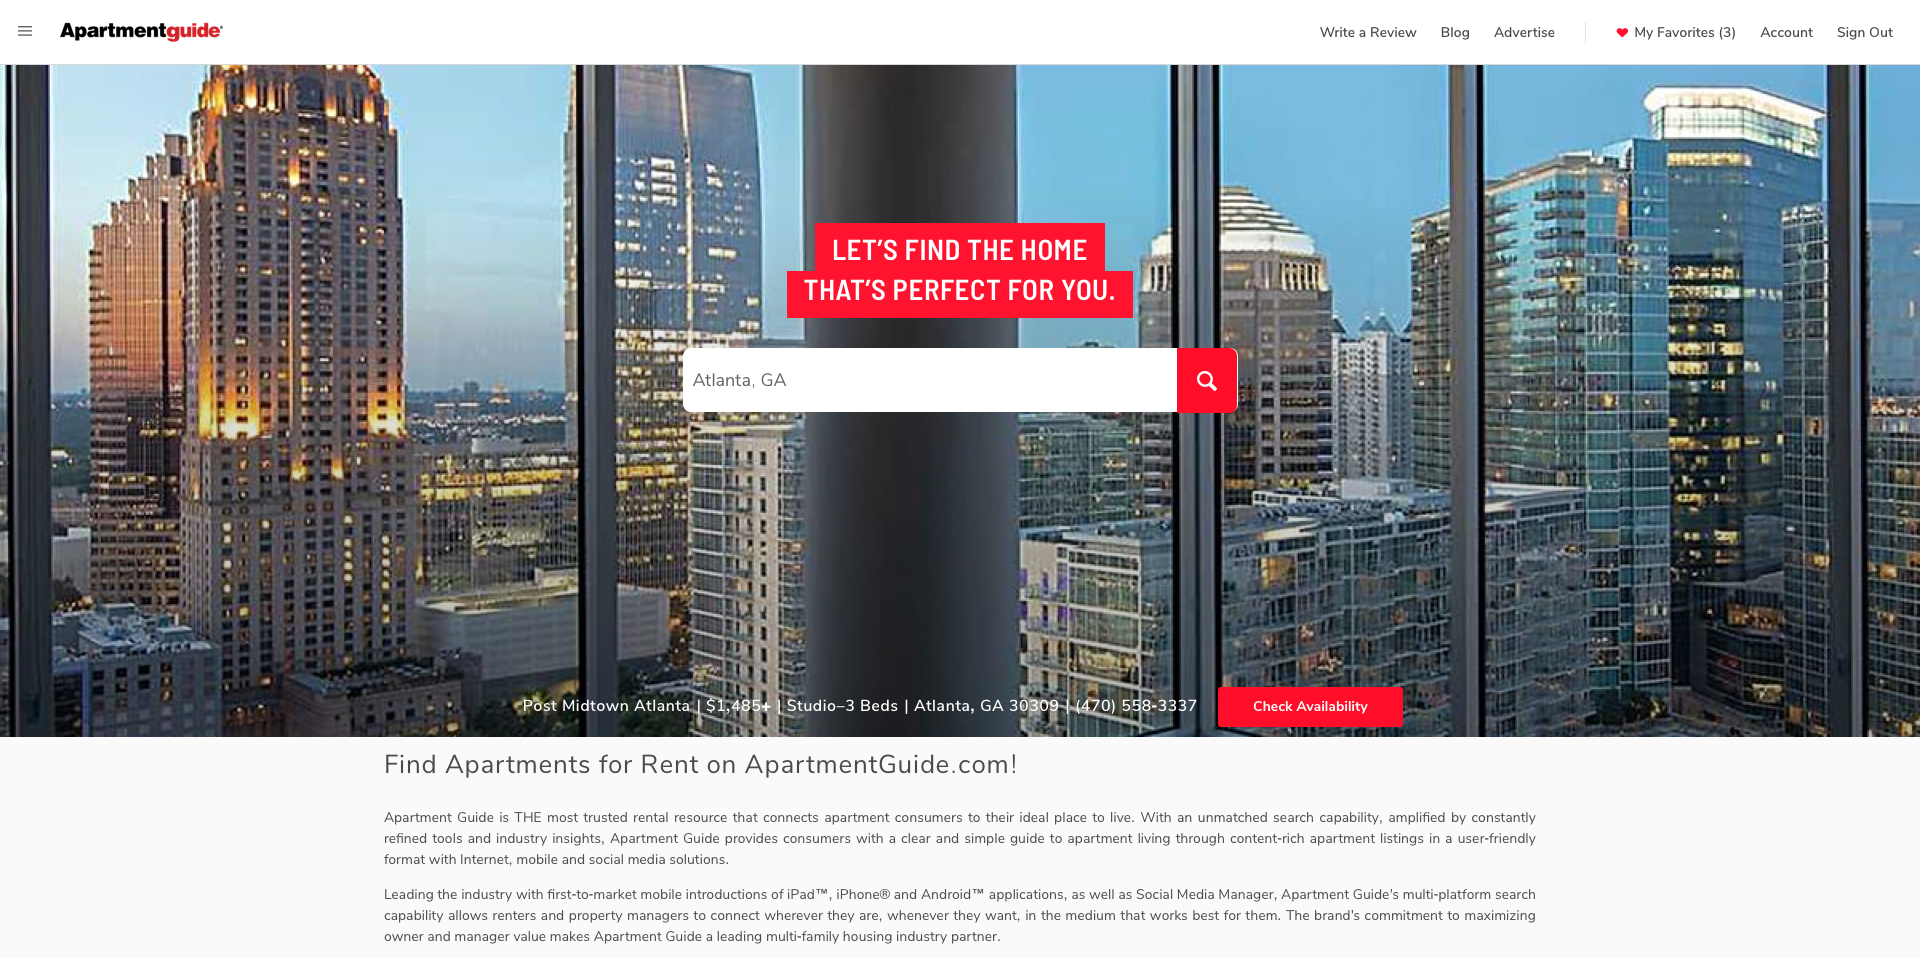 Apartmentguide
Write a Review
Blog
Advertise
My Favorites (3)
Account
Sign Out
LET'S FIND THE HOME
THAT'S PERFECT FOR YOU.
Atlanta, GA
Post Midtown Atlanta | $1,485+ | Studio–3 Beds | Atlanta, GA 30309 | (470) 558-3337
Check Availability
Find Apartments for Rent on ApartmentGuide.com!
Apartment Guide is THE most trusted rental resource that connects apartment consumers to their ideal place to live. With an unmatched search capability, amplified by constantly
refined tools and industry insights, Apartment Guide provides consumers with a clear and simple guide to apartment living through content-rich apartment listings in a user-friendly
format with Internet, mobile and social media solutions.
Leading the industry with first-to-market mobile introductions of iPad™, iPhone® and Android™ applications, as well as Social Media Manager, Apartment Guide's multi-platform search
capability allows renters and property managers to connect wherever they are, whenever they want, in the medium that works best for them. The brand's commitment to maximizing
owner and manager value makes Apartment Guide a leading multi-family housing industry partner.